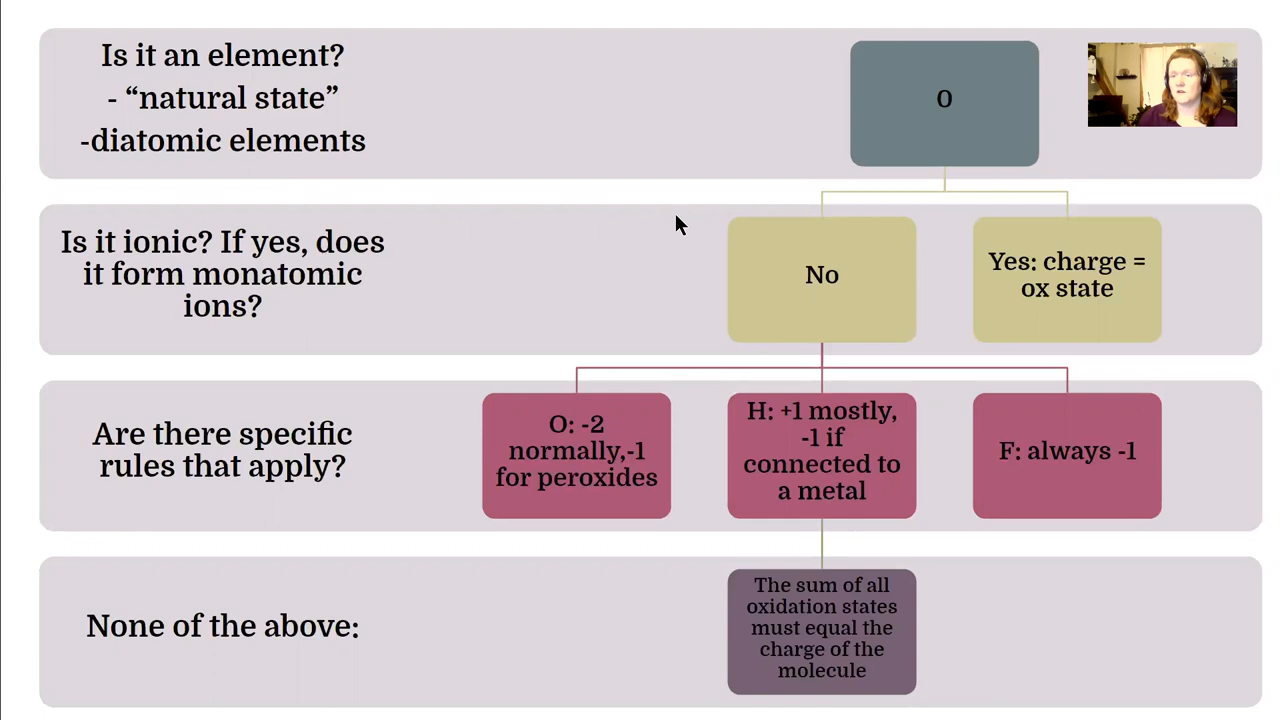 Is it an element?
- “natural state”
-diatomic elements
0
Is it ionic? If yes, does
it form monatomic
ions?
No
Yes: charge =
ox state
Are there specific
rules that apply?
O: -2
normally,-1
for peroxides
H: +1 mostly,
-1 if
connected to
a metal
F: always -1
None of the above:
The sum of all
oxidation states
must equal the
charge of the
molecule